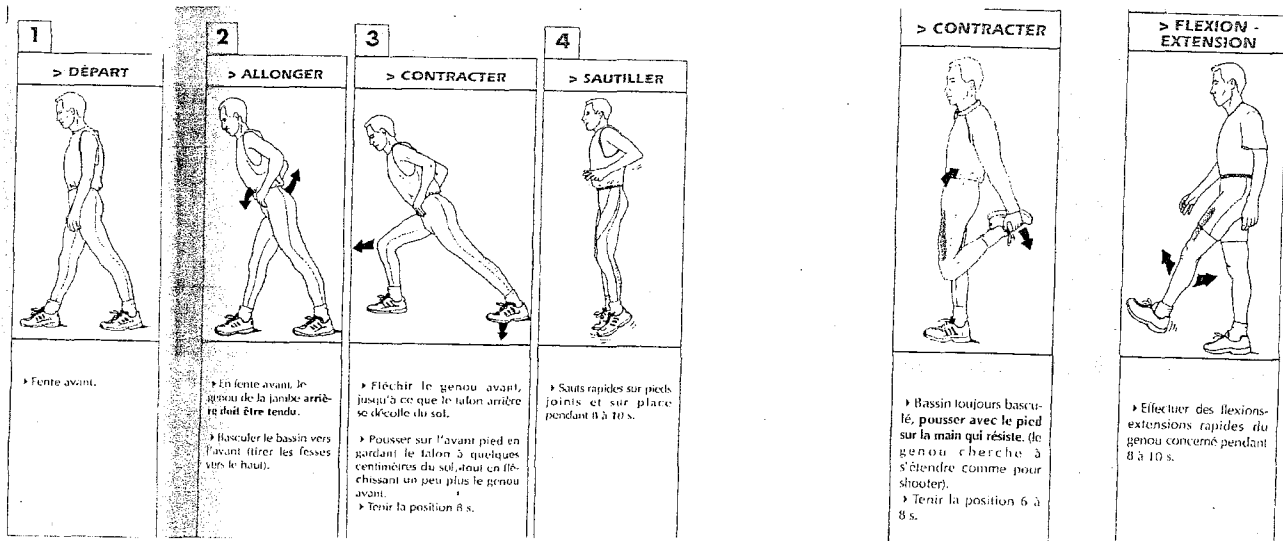 1
> DÉPART
▸ Fente avant.
2
> ALLONGER
▸ En fente avant, le
genou de la jambe arriè-
re doit être tendu.
▸ Basculer le bassin vers
l'avant (tirer les fesses
vers le haut).
3
> CONTRACTER
▸ Fléchir le genou avant,
jusqu'à ce que le talon arrière
se décolle du sol.
▸ Pousser sur l'avant pied en
gardant le talon à quelques
centimètres du sol, tout en flé-
chissant un peu plus le genou
avant.
▸ Tenir la position 8 s.
4
> SAUTILLER
▸ Sauts rapides sur pieds
joints et sur place
pendant 8 à 10 s.
> CONTRACTER
▸ Bassin toujours bascu-
lé, pousser avec le pied
sur la main qui résiste. (le
genou cherche à
s'étendre comme pour
shooter).
▸ Tenir la position 6 à
8 s.
> FLEXION -
EXTENSION
▸ Effectuer des flexions-
extensions rapides du
genou concerné pendant
8 à 10 s.